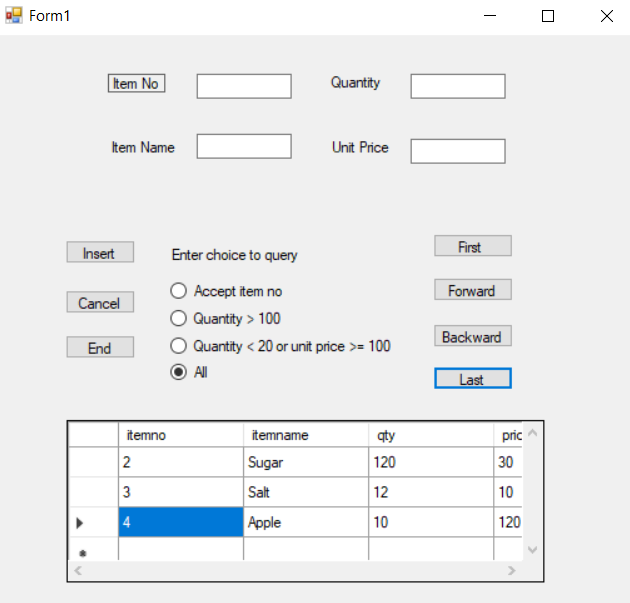 Form1
Item No
Quantity
Item Name
Unit Price
Insert
Enter choice to query
First
Cancel
Accept item no
Forward
Quantity > 100
End
Quantity < 20 or unit price >= 100
Backward
All
Last
itemno itemname qty pric
2 Sugar 120 30
3 Salt 12 10
4 Apple 10 120
*